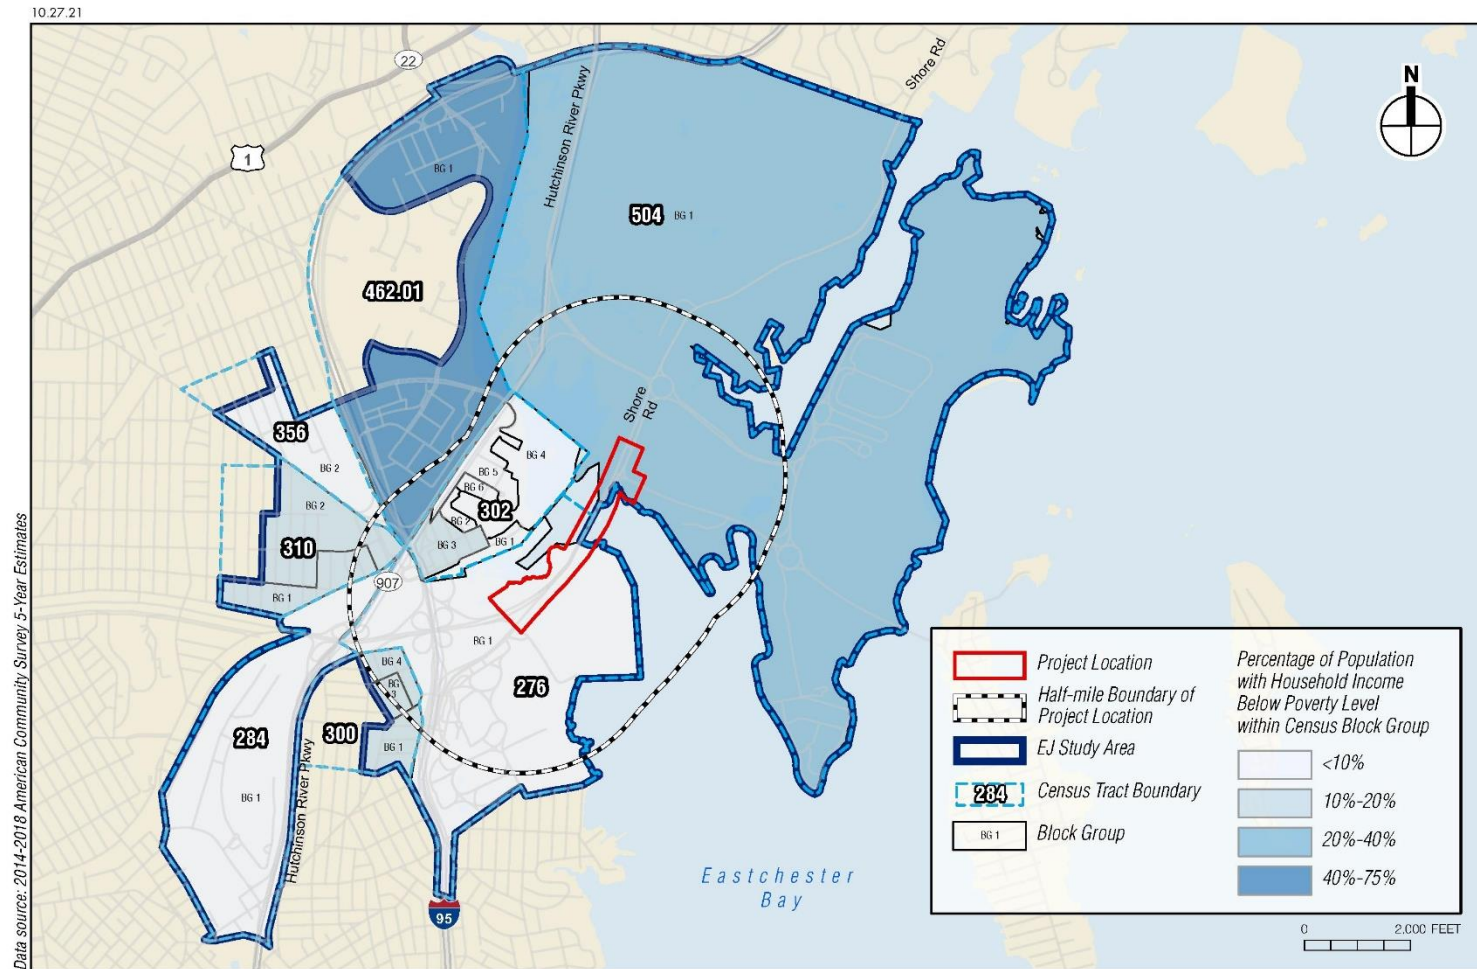 10.27.21
22
Hutchinson River Pkwy
Shore Rd
N
1
BG 1
504 BG 1
462.01
Shore
Rd
356
BG 2
BG 4
BG 5
BG 6
302
BG 2
BG 2
BG 3
BG 1
310
907
BG 1
BG 1
BG 4
BG
3
276
284
300
BG 1
BG 1
Hutchinson River Pkwy
95
Eastchester
Bay
Project Location
Half-mile Boundary of
Project Location
EJ Study Area
284 Census Tract Boundary
BG 1 Block Group
Percentage of Population
with Household Income
Below Poverty Level
within Census Block Group
<10%
10%-20%
20%-40%
40%-75%
0 2,000 FEET
Data source: 2014-2018 American Community Survey 5-Year Estimates